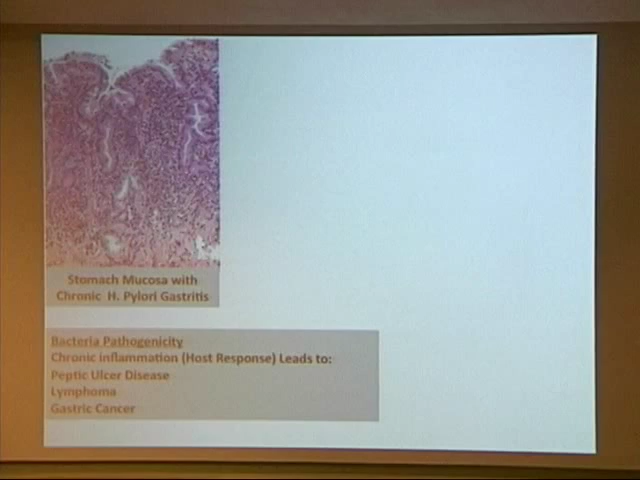 Stomach Mucosa with
Chronic H. Pylori Gastritis
Bacteria Pathogenicity
Chronic inflammation (Host Response) Leads to:
Peptic Ulcer Disease
Lymphoma
Gastric Cancer